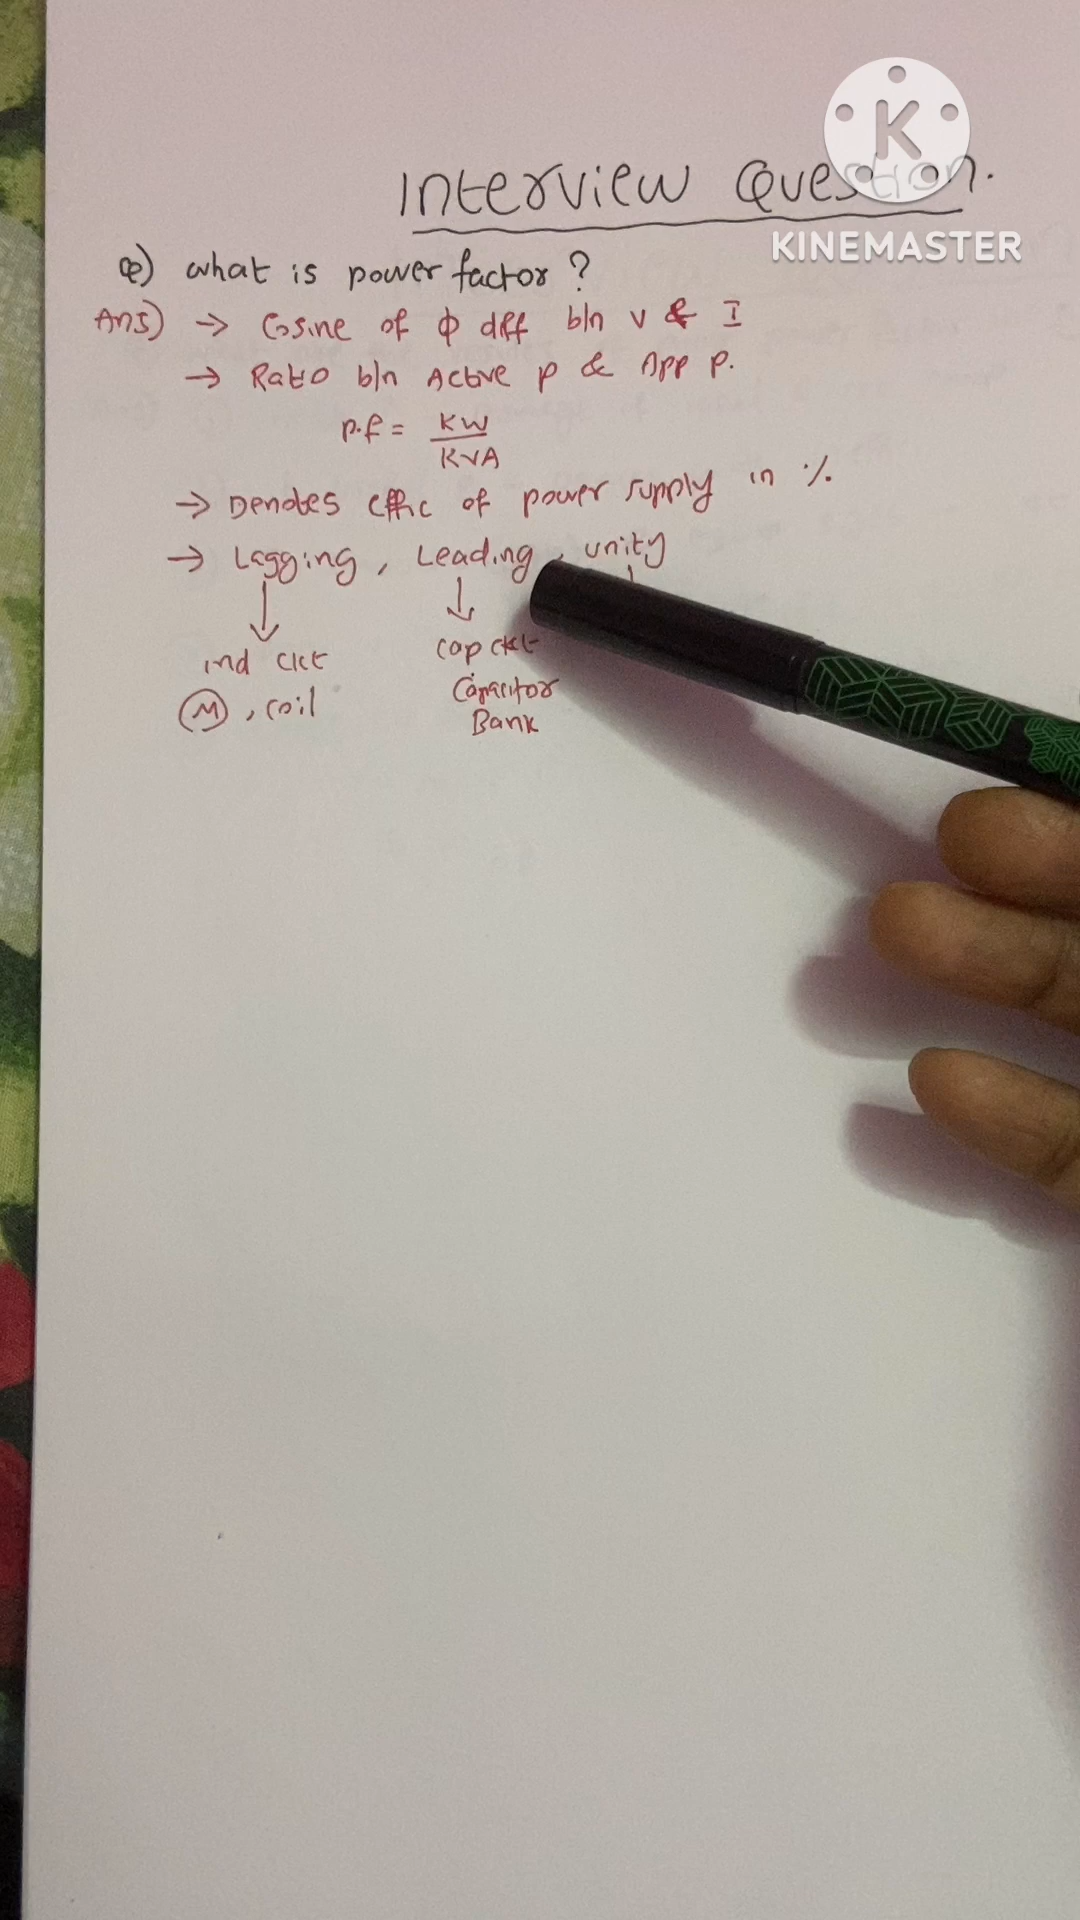 Interview Question.
KINEMASTER
Q) what is power factor ?
Ans) → Cosine of ϕ diff b/n V & I
→ Ratio b/n Active p & App p.
p.f = KW
KVA
→ Denotes effic of power supply in %
→ Lagging, Leading, unity
ind ckt
cap ckt
M, coil
Capacitor
Bank